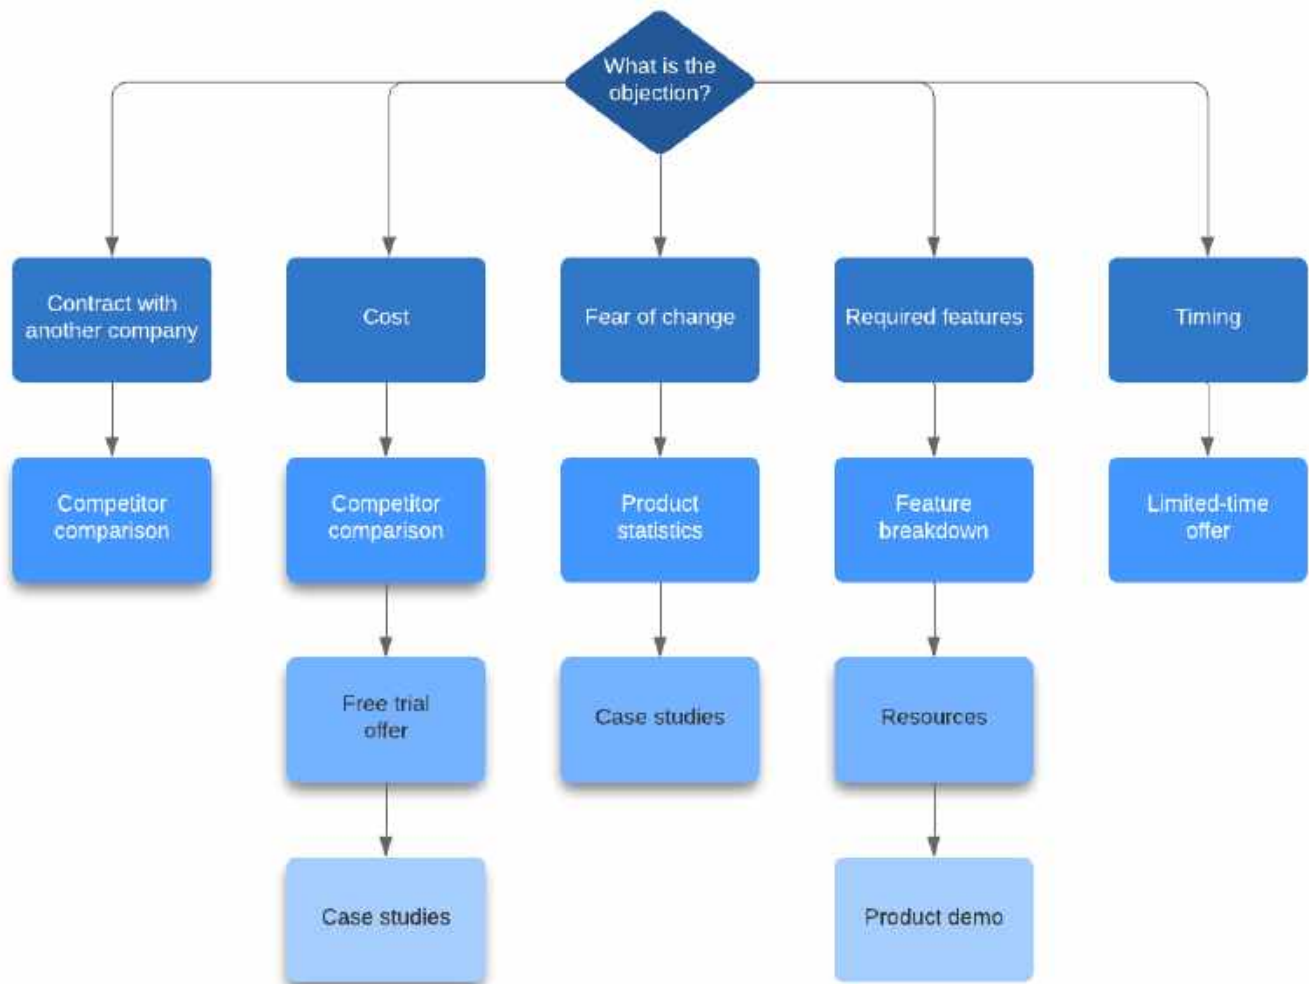 What is the
objection?
Contract with
another company
Cost
Fear of change
Required features
Timing
Competitor
comparison
Competitor
comparison
Product
statistics
Feature
breakdown
Limited-time
offer
Free trial
offer
Case studies
Resources
Case studies
Product demo